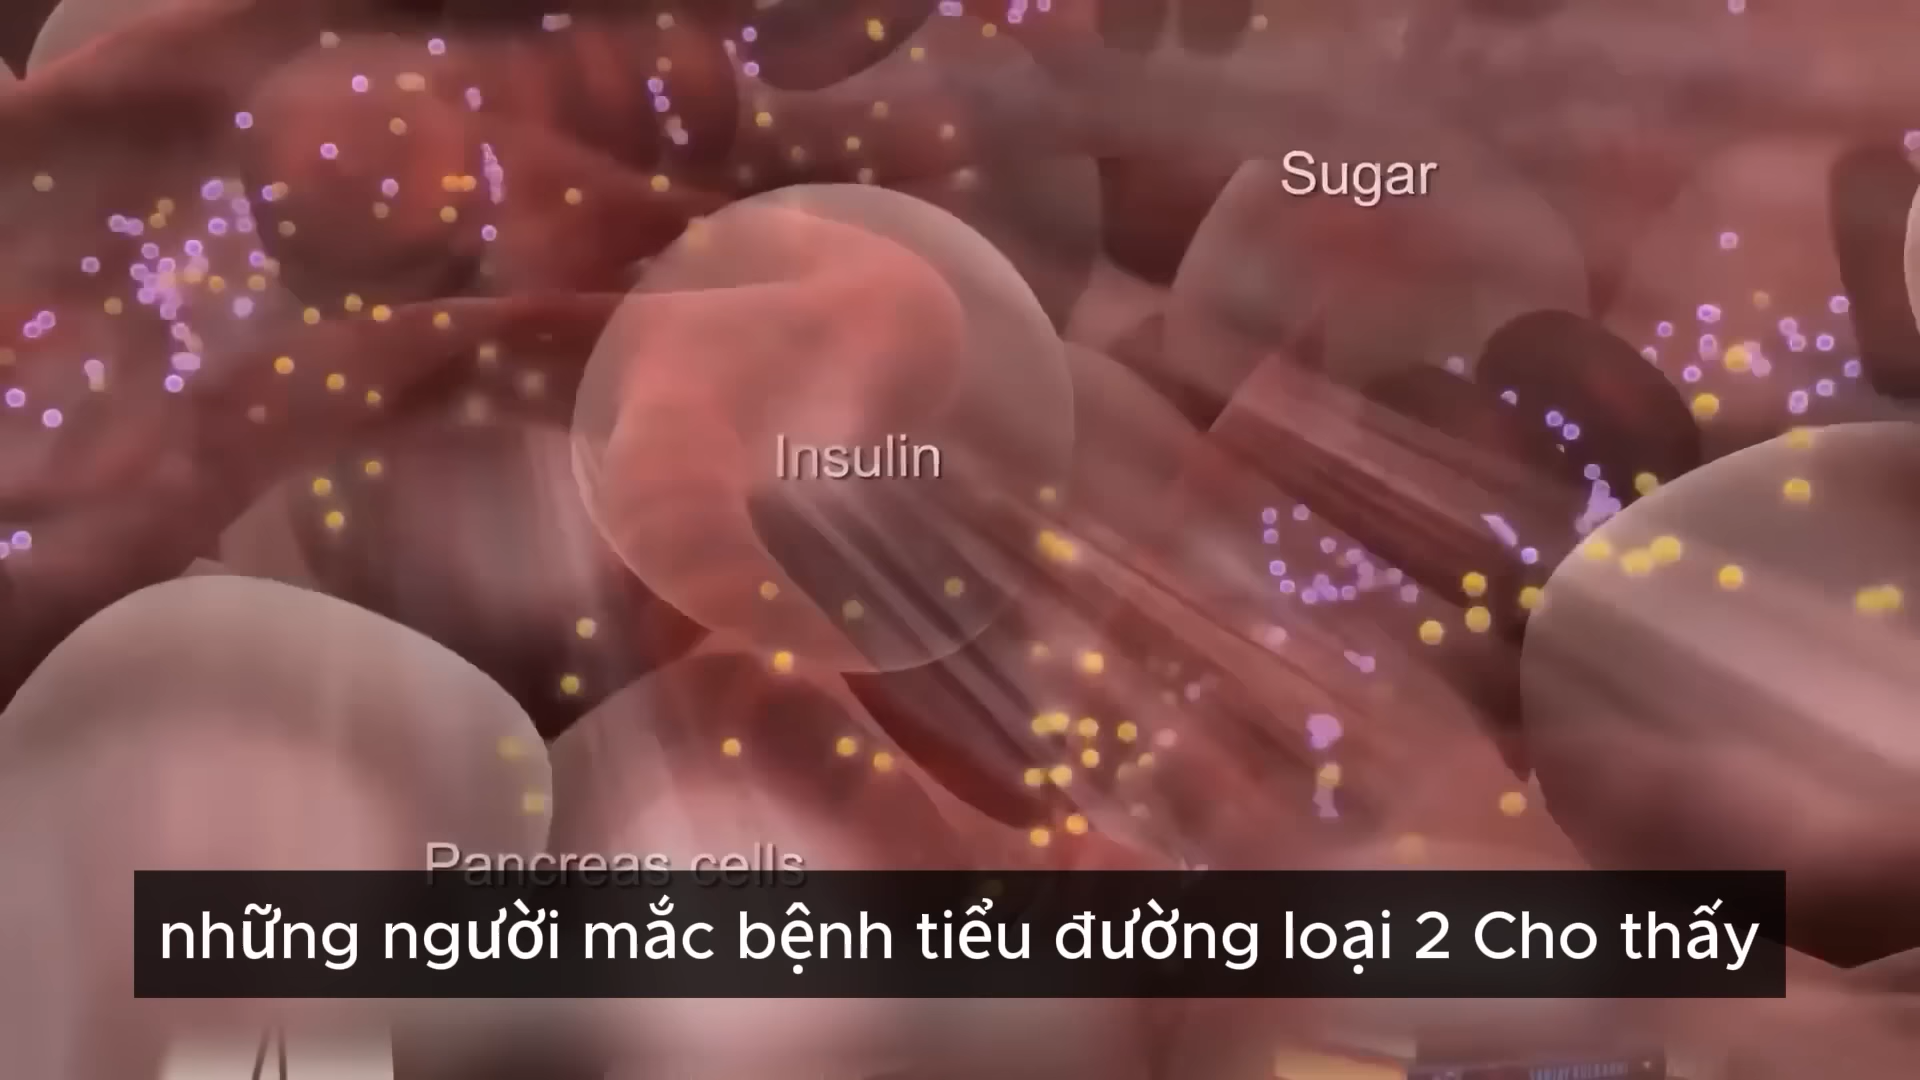 Sugar
Insulin
Pancreas cells
những người mắc bệnh tiểu đường loại 2 Cho thấy